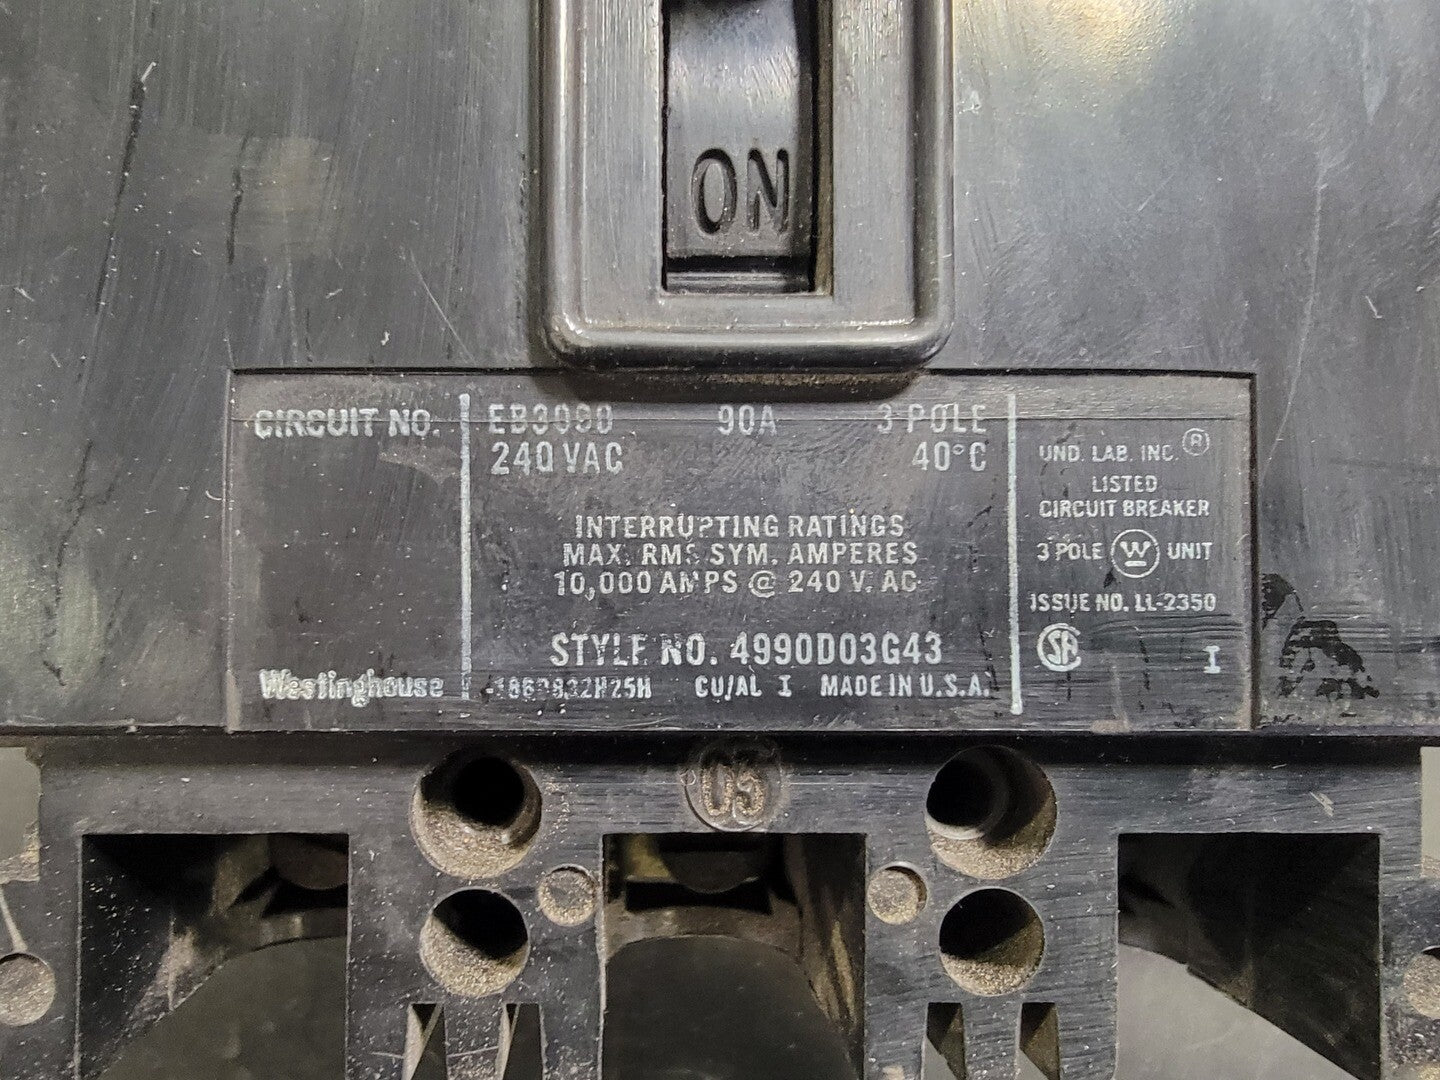 ON
CIRCUIT NO.
EB3090 90A 3 POLE
240 VAC 40°C
INTERRUPTING RATINGS
MAX. RMS SYM. AMPERES
10,000 AMPS @ 240 V. AC
STYLE NO. 4990D03G43
CU/AL I MADE IN U.S.A.
Westinghouse
UND. LAB. INC.®
LISTED
CIRCUIT BREAKER
3 POLE W UNIT
ISSUE NO. LL-2350
SA I
03